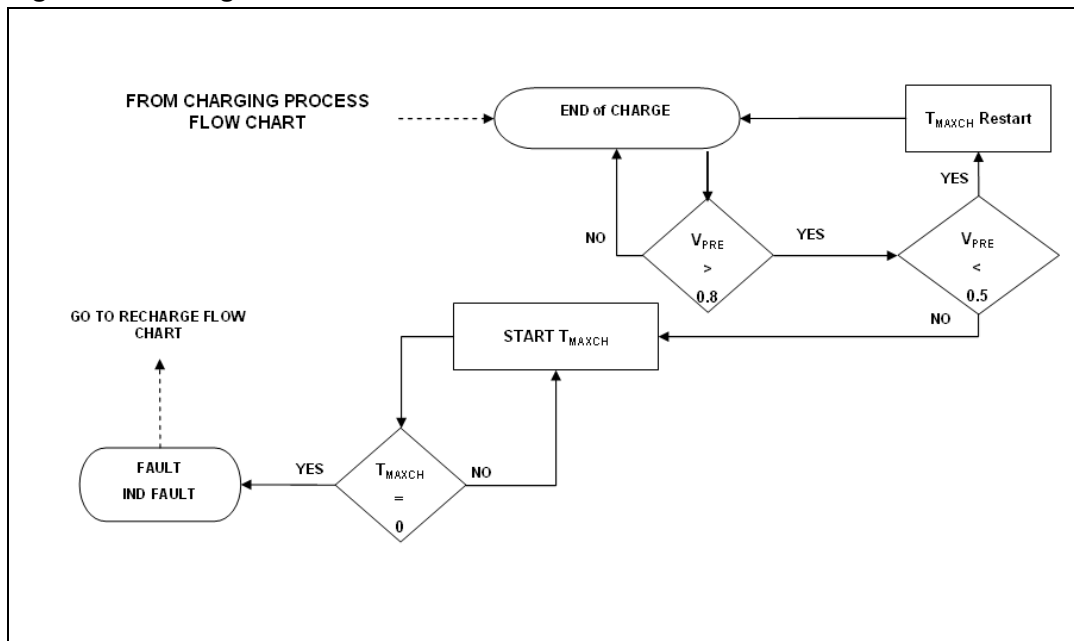 FROM CHARGING PROCESS
FLOW CHART
END of CHARGE
TMAXCH Restart
YES
NO
VPRE
>
0.8
YES
VPRE
<
0.5
NO
GO TO RECHARGE FLOW
CHART
START TMAXCH
FAULT
IND FAULT
YES
TMAXCH
=
0
NO